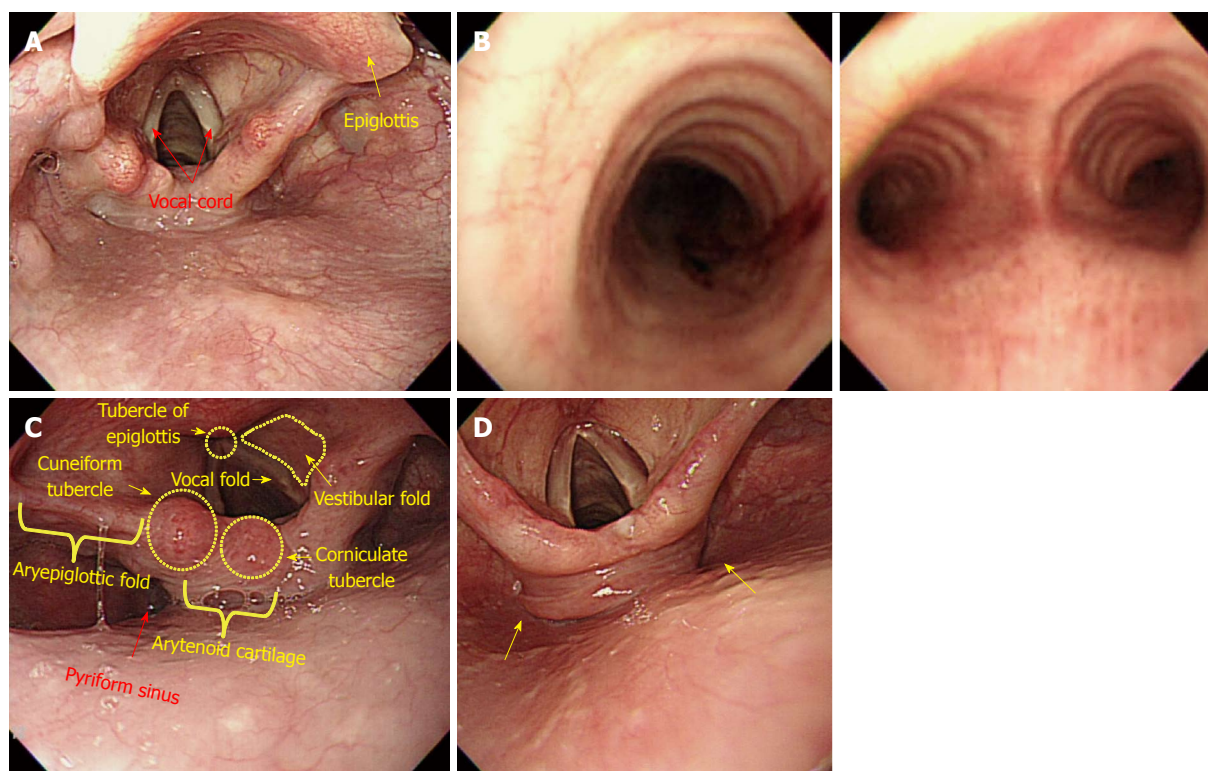 A
Epiglottis
Vocal cord
B
C
Tubercle of
epiglottis
Cuneiform
tubercle
Vocal fold
Vestibular fold
Aryepiglottic fold
Corniculate
tubercle
Arytenoid cartilage
Pyriform sinus
D